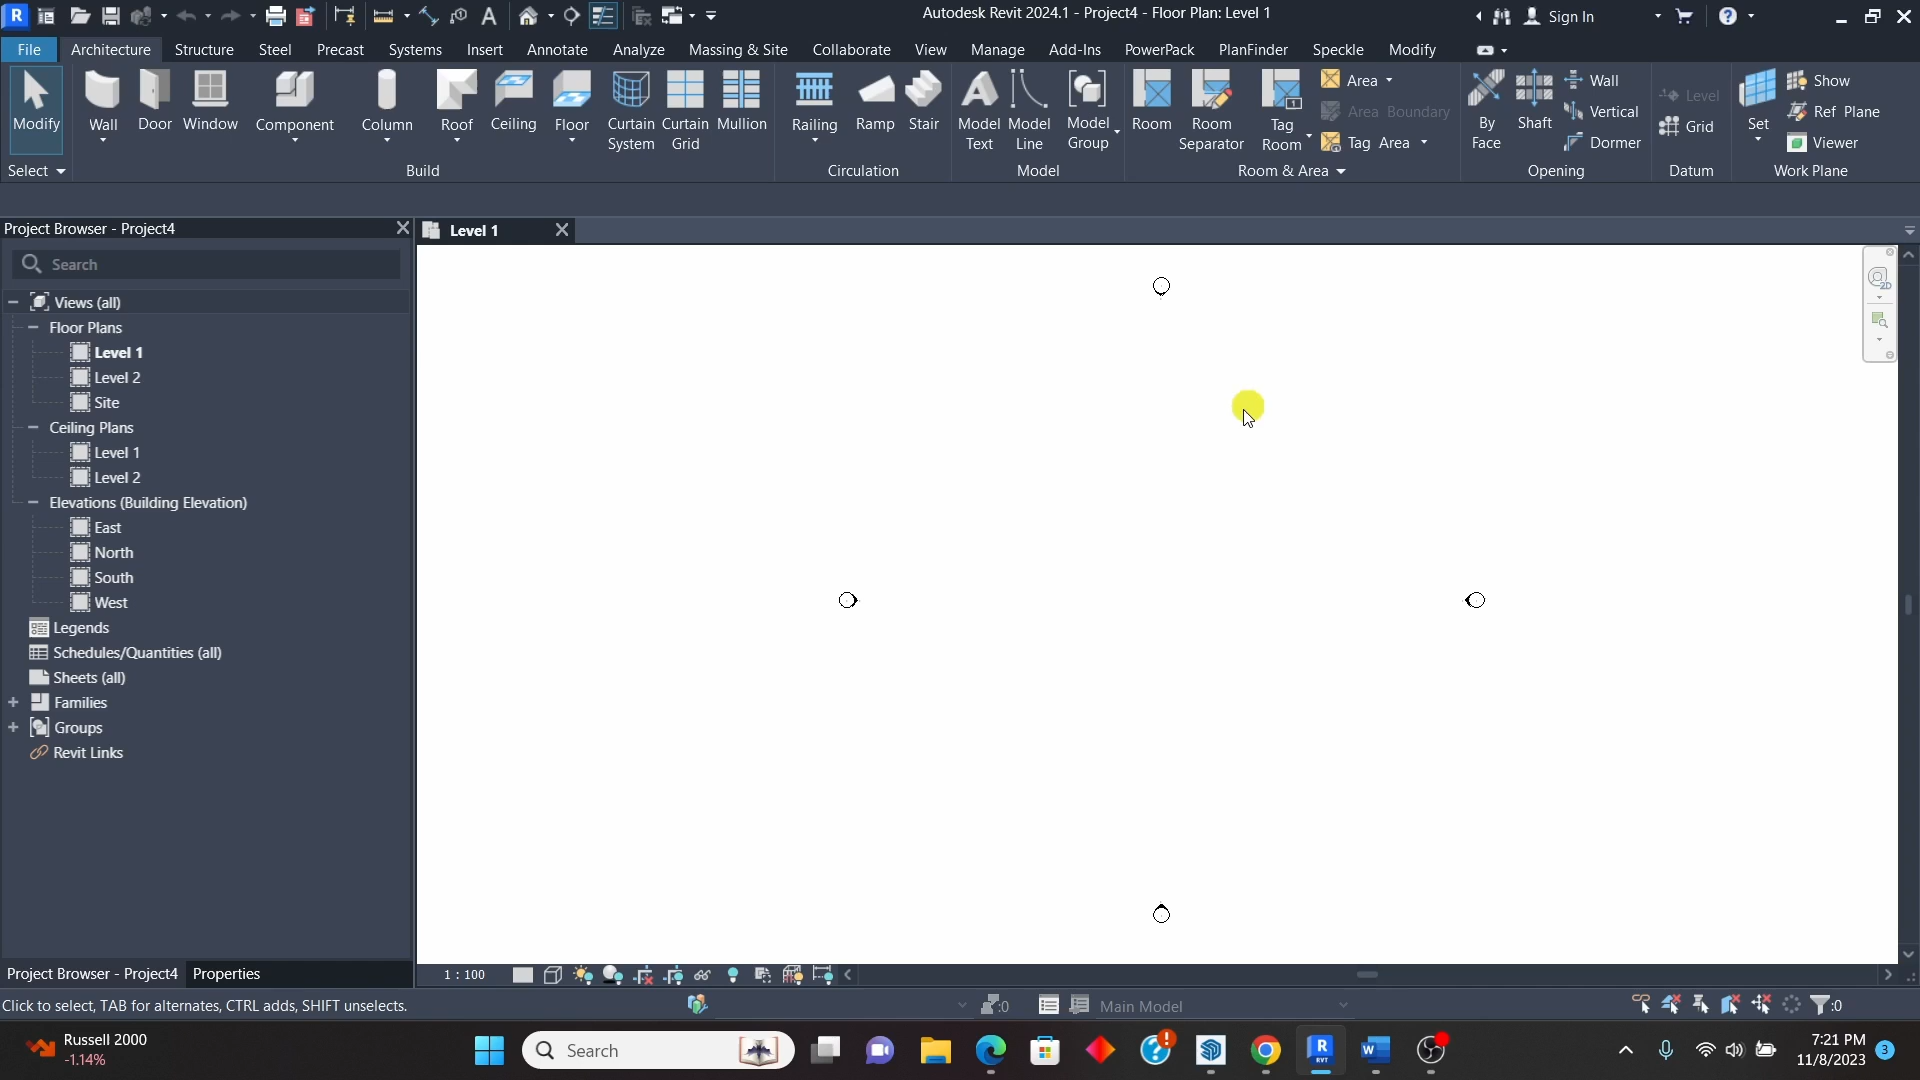 Autodesk Revit 2024.1 - Project4 - Floor Plan: Level 1
Sign In
File Architecture Structure Steel Precast Systems Insert Annotate Analyze Massing & Site Collaborate View Manage Add-Ins PowerPack PlanFinder Speckle Modify
Modify
Wall
Door
Window
Component
Column
Roof
Ceiling
Floor
Curtain
System
Curtain
Grid
Mullion
Railing
Ramp
Stair
Model
Text
Model
Line
Model
Group
Room
Room
Separator
Tag
Room
Area
Area Boundary
Tag Area
By
Face
Shaft
Wall
Vertical
Dormer
Level
Grid
Set
Show
Ref Plane
Viewer
Select
Build
Circulation
Model
Room & Area
Opening
Datum
Work Plane
Project Browser - Project4
Level 1
Search
Views (all)
Floor Plans
Level 1
Level 2
Site
Ceiling Plans
Level 1
Level 2
Elevations (Building Elevation)
East
North
South
West
Legends
Schedules/Quantities (all)
Sheets (all)
Families
Groups
Revit Links
2D
Project Browser - Project4
Properties
1 : 100
Click to select, TAB for alternates, CTRL adds, SHIFT unselects.
:0
Main Model
:0
Russell 2000
-1.14%
Search
7:21 PM
11/8/2023
3